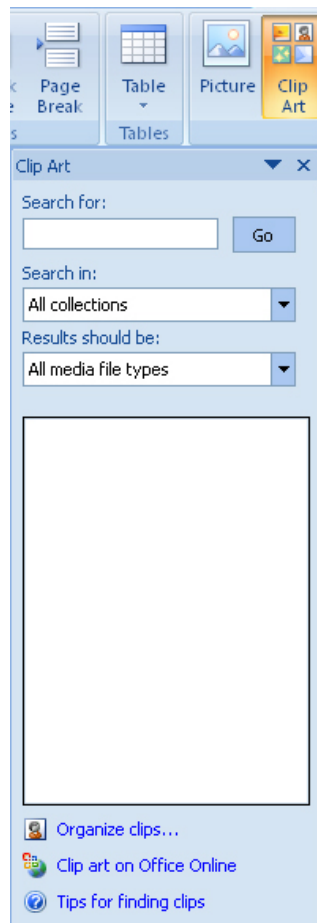 Page
Break
Table
Picture
Clip
Art
Tables
Clip Art
Search for:
Go
Search in:
All collections
Results should be:
All media file types
Organize clips...
Clip art on Office Online
Tips for finding clips